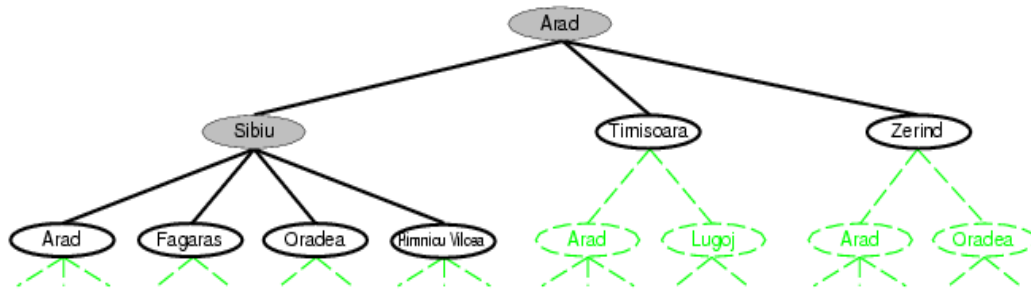 Arad
Sibiu Timisoara Zerind
Arad Fagaras Oradea Rimnicu Vilcea Arad Lugoj Arad Oradea